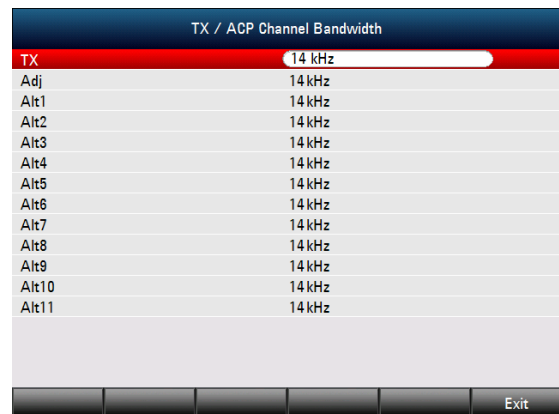 TX / ACP Channel Bandwidth
TX 14 kHz
Adj 14 kHz
Alt1 14 kHz
Alt2 14 kHz
Alt3 14 kHz
Alt4 14 kHz
Alt5 14 kHz
Alt6 14 kHz
Alt7 14 kHz
Alt8 14 kHz
Alt9 14 kHz
Alt10 14 kHz
Alt11 14 kHz
Exit